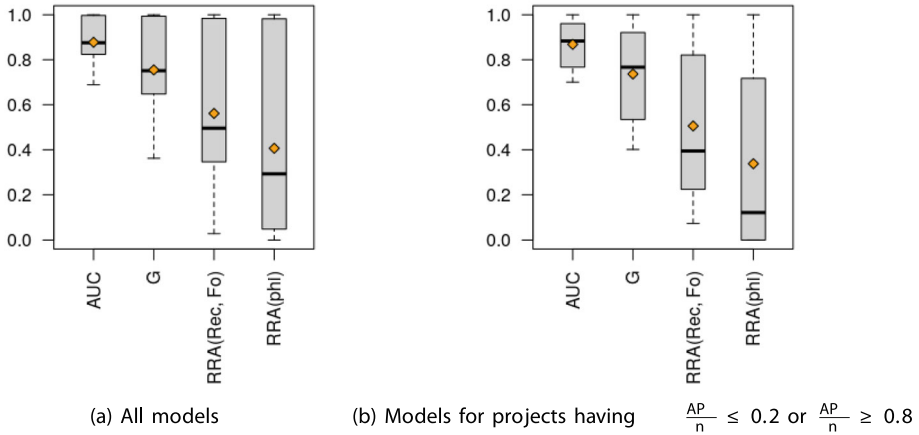 1.0
0.8
0.6
0.4
0.2
0.0
AUC
G
RRA(Rec, Fo)
RRA(phi)
(a) All models
1.0
0.8
0.6
0.4
0.2
0.0
AUC
G
RRA(Rec, Fo)
RRA(phi)
(b) Models for projects having AP/n ≤ 0.2 or AP/n ≥ 0.8